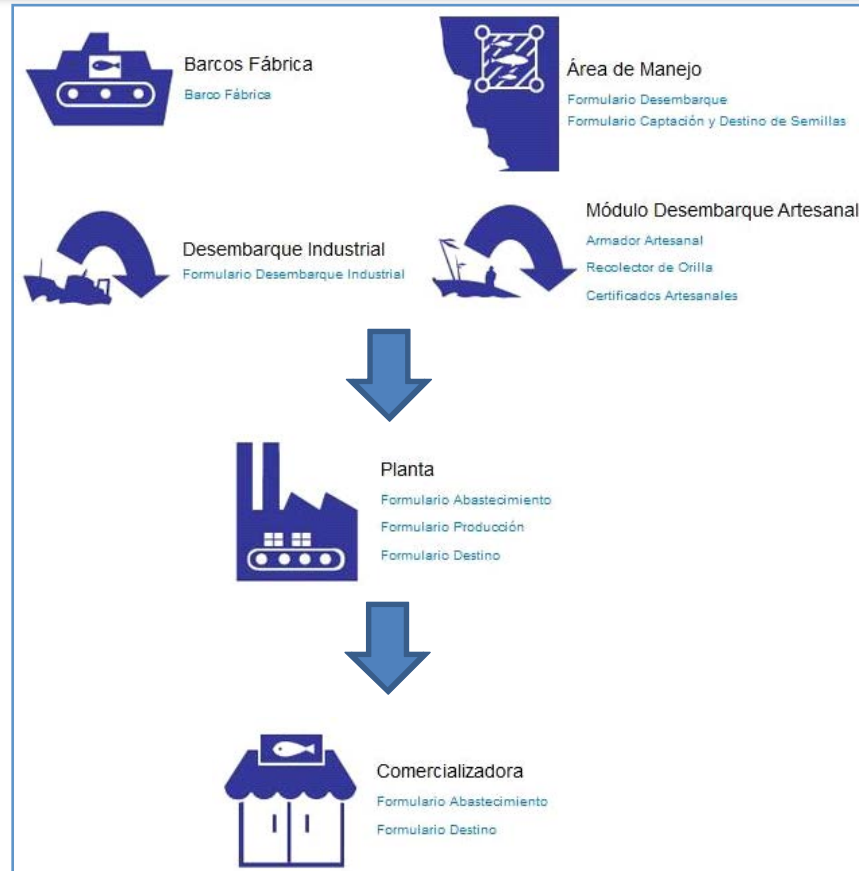 Barcos Fábrica
Barco Fábrica
Área de Manejo
Formulario Desembarque
Formulario Captación y Destino de Semillas
Desembarque Industrial
Formulario Desembarque Industrial
Módulo Desembarque Artesanal
Armador Artesanal
Recolector de Orilla
Certificados Artesanales
Planta
Formulario Abastecimiento
Formulario Producción
Formulario Destino
Comercializadora
Formulario Abastecimiento
Formulario Destino